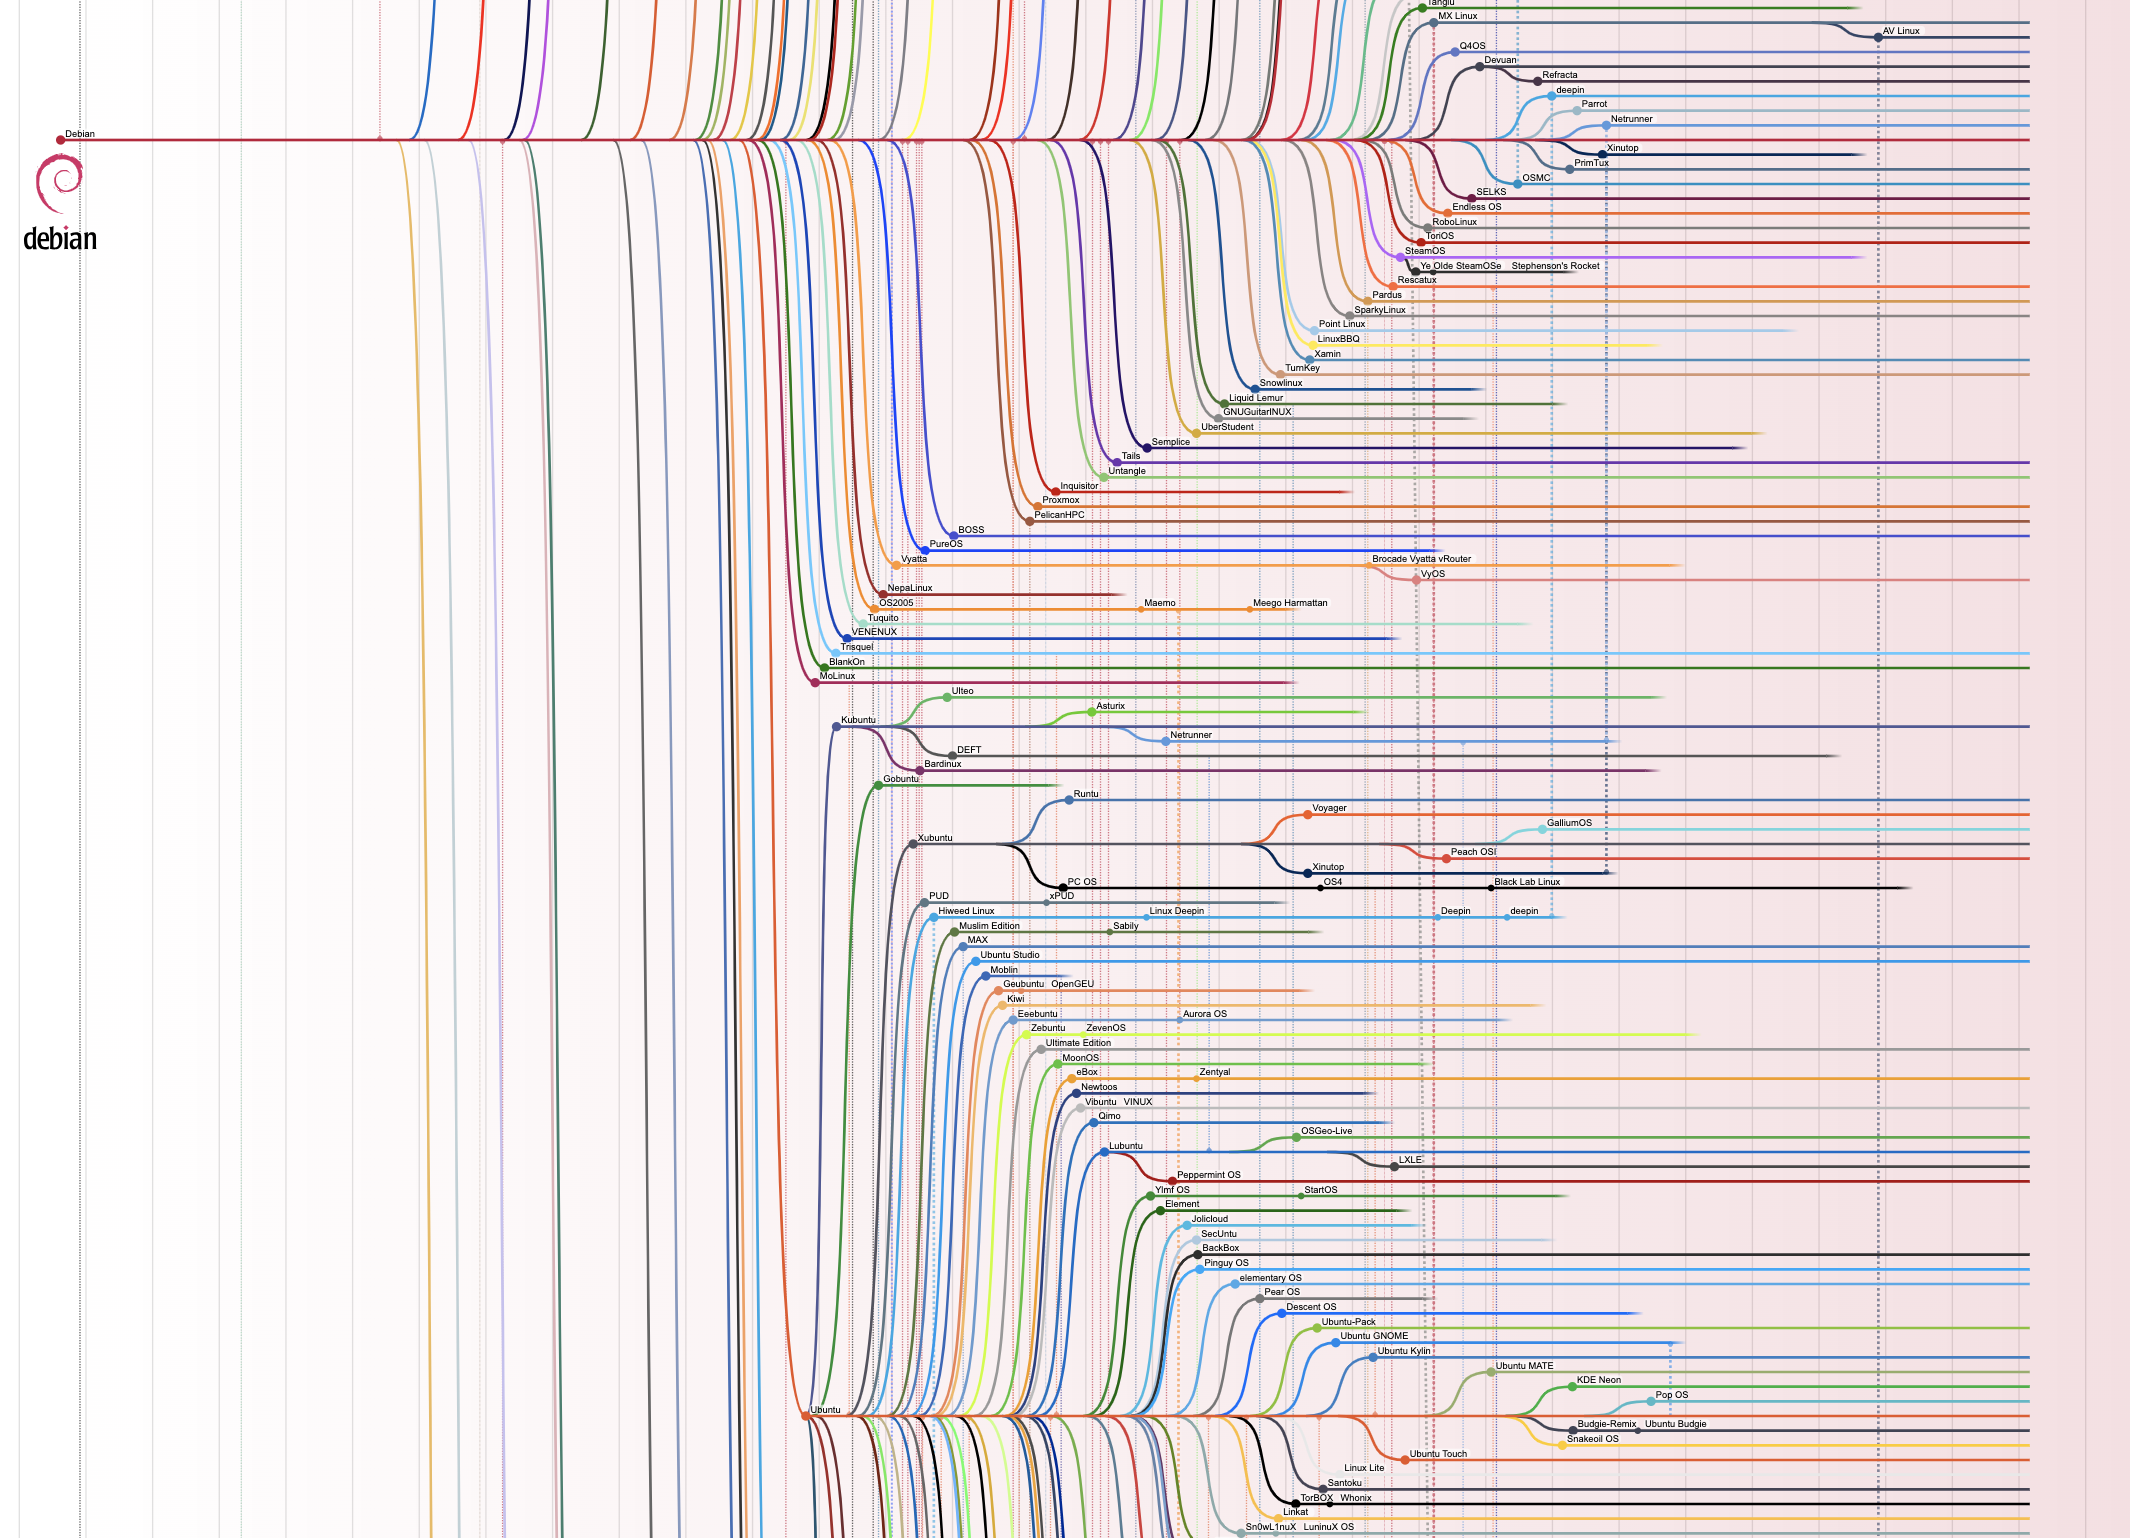 Tanglu
MX Linux
AV Linux
Q4OS
Devuan
Refracta
deepin
Parrot
Netrunner
Debian
Xinutop
PrimTux
OSMC
debian
SELKS
Endless OS
RoboLinux
ToriOS
SteamOS
Ye Olde SteamOSe Stephenson's Rocket
Rescatux
Pardus
SparkyLinux
Point Linux
LinuxBBQ
Xamin
TurnKey
Snowlinux
Liquid Lemur
GNUGuitarINUX
UberStudent
Semplice
Tails
Untangle
Inquisitor
Proxmox
PelicanHPC
BOSS
PureOS
Vyatta Brocade Vyatta vRouter
VyOS
NepaLinux
OS2005 Maemo Meego Harmattan
Tuquito
VENENUX
Trisquel
BlankOn
MoLinux
Ulteo
Asturix
Kubuntu
Netrunner
DEFT
Bardinux
Gobuntu
Runtu
Voyager
GalliumOS
Xubuntu
Peach OSI
Xinutop
PC OS OS4 Black Lab Linux
PUD xPUD
Hiweed Linux Linux Deepin Deepin deepin
Muslim Edition Sabily
MAX
Ubuntu Studio
Moblin
Geubuntu OpenGEU
Kiwi
Eeebuntu Aurora OS
Zebuntu ZevenOS
Ultimate Edition
MoonOS
eBox Zentyal
Newtoos
Vibuntu VINUX
Qimo
OSGeo-Live
Lubuntu
LXLE
Peppermint OS
Ylmf OS StartOS
Element
Jolicloud
SecUntu
BackBox
Pinguy OS
elementary OS
Pear OS
Descent OS
Ubuntu-Pack
Ubuntu GNOME
Ubuntu Kylin
Ubuntu MATE
KDE Neon
Pop OS
Ubuntu
Budgie-Remix Ubuntu Budgie
Snakeoil OS
Ubuntu Touch
Linux Lite
Santoku
TorBOX Whonix
Linkat
Sn0wL1nuX LuninuX OS